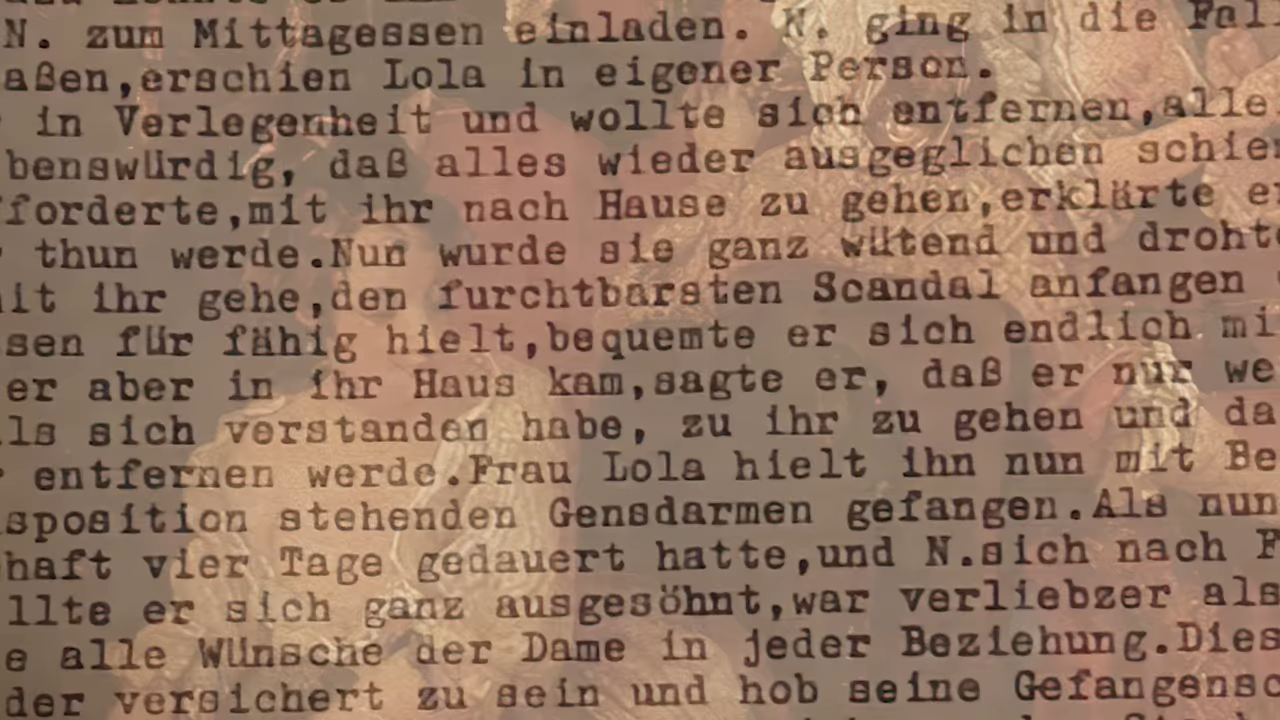 N. zum Mittagessen einladen. N. ging in die Fal
aßen,erschien Lola in eigener Person.
in Verlegenheit und wollte sich entfernen,alle
benswürdig, daß alles wieder ausgeglichen schie
forderte,mit ihr nach Hause zu gehen,erklärte e
thun werde.Nun wurde sie ganz wütend und droht
it ihr gehe,den furchtbarsten Scandal anfangen
sen für fähig hielt,bequemte er sich endlich mi
er aber in ihr Haus kam,sagte er, daß er nur we
ls sich verstanden habe, zu ihr zu gehen und da
entfernen werde.Frau Lola hielt ihn nun mit Be
sposition stehenden Gensdarmen gefangen.Als nun
haft vier Tage gedauert hatte,und N.sich nach F
llte er sich ganz ausgesöhnt,war verliebzer als
e alle Wünsche der Dame in jeder Beziehung.Dies
der versichert zu sein und hob seine Gefangensc